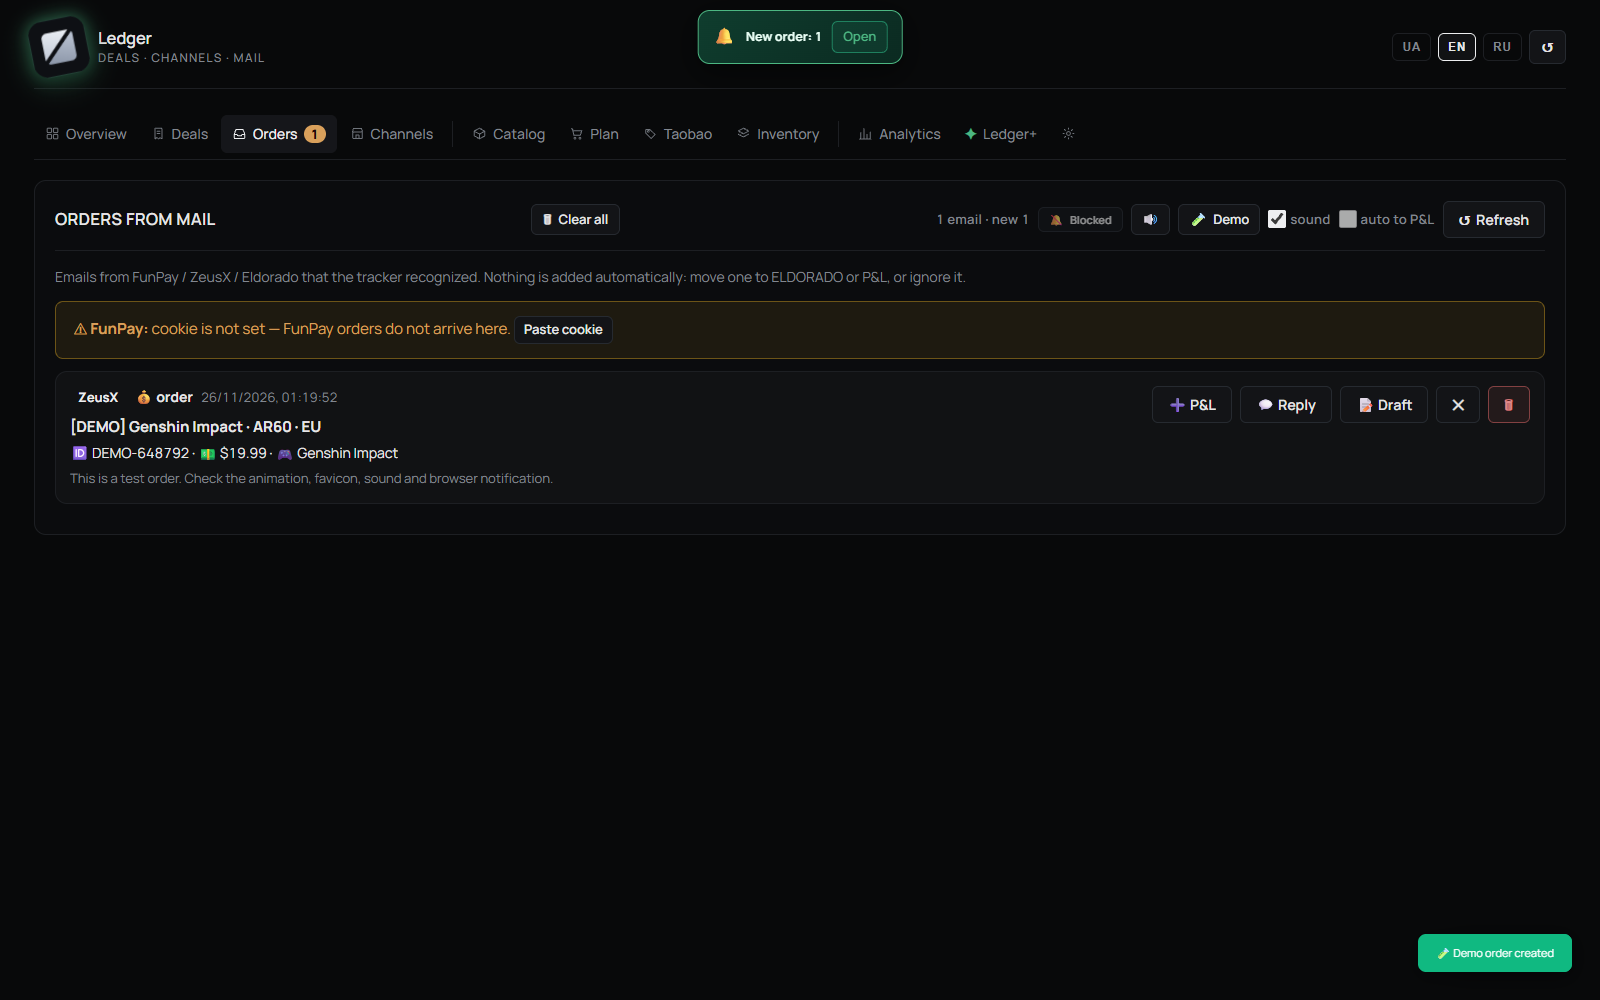 Ledger
DEALS · CHANNELS · MAIL
New order: 1 Open
UA EN RU
Overview Deals Orders 1 Channels Catalog Plan Taobao Inventory Analytics Ledger+
ORDERS FROM MAIL Clear all 1 email · new 1 Blocked Demo sound auto to P&L Refresh
Emails from FunPay / ZeusX / Eldorado that the tracker recognized. Nothing is added automatically: move one to ELDORADO or P&L, or ignore it.
FunPay: cookie is not set — FunPay orders do not arrive here. Paste cookie
ZeusX order 26/11/2026, 01:19:52 P&L Reply Draft
[DEMO] Genshin Impact · AR60 · EU
ID DEMO-648792 · $19.99 · Genshin Impact
This is a test order. Check the animation, favicon, sound and browser notification.
Demo order created